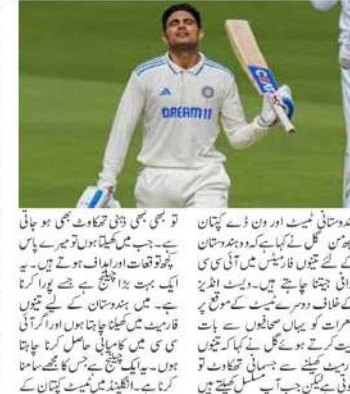 DREAM11
ہندوستانی ٹیسٹ اور ون ڈے کپتان
گل نے کہا ہے کہ وہ ہندوستان
کے لئے تینوں فارمیٹس میں آئی سی سی
ٹرافی جیتنا چاہتے ہیں۔ ویسٹ انڈیز
کے خلاف دوسرے ٹیسٹ کے موقع پر
یہاں صحافیوں سے بات
چیت کرتے ہوئے گل نے کہا کہ تینوں
فارمیٹ کھیلنے سے جسمانی تھکاوٹ تو
ہوتی ہے لیکن جب آپ مسلسل کھیلتے ہیں
تو کبھی کبھی ذہنی تھکاوٹ بھی ہو جاتی
ہے۔ جب میں کھیلتا ہوں تو میرے پاس
کچھ توقعات اور اہداف ہوتے ہیں۔ یہ
ایک بہت بڑا چیلنج ہے جسے پورا کرنا
ہے۔ میں ہندوستان کے لیے تینوں
فارمیٹ میں کھیلنا چاہتا ہوں اور اگر آئی
سی سی میں کامیابی حاصل کرنا چاہتا
ہوں۔ یہ ایک چیلنج ہے جس کا مجھے سامنا
کرنا ہے۔ انگلینڈ میں ٹیسٹ کپتان کے